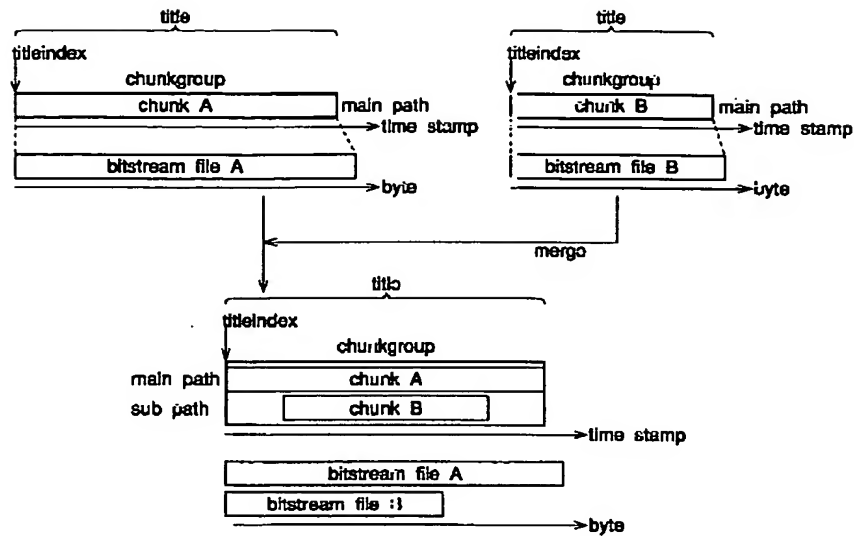 title
titleindex
chunkgroup
chunk A
main path
time stamp
bitstream file A
byte
title
titleindex
chunkgroup
chunk B
main path
time stamp
bitstream file B
byte
merge
title
titleindex
chunkgroup
main path
chunk A
sub path
chunk B
time stamp
bitstream file A
bitstream file B
byte